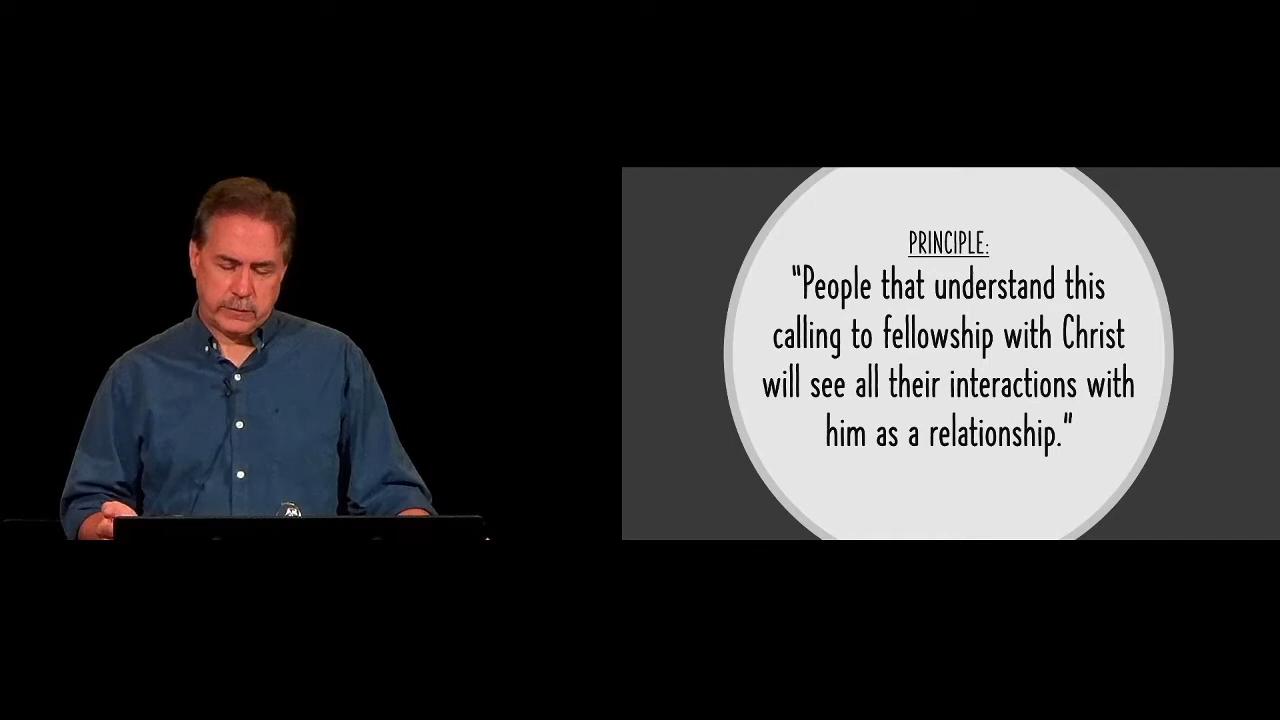 PRINCIPLE:
"People that understand this
calling to fellowship with Christ
will see all their interactions with
him as a relationship."